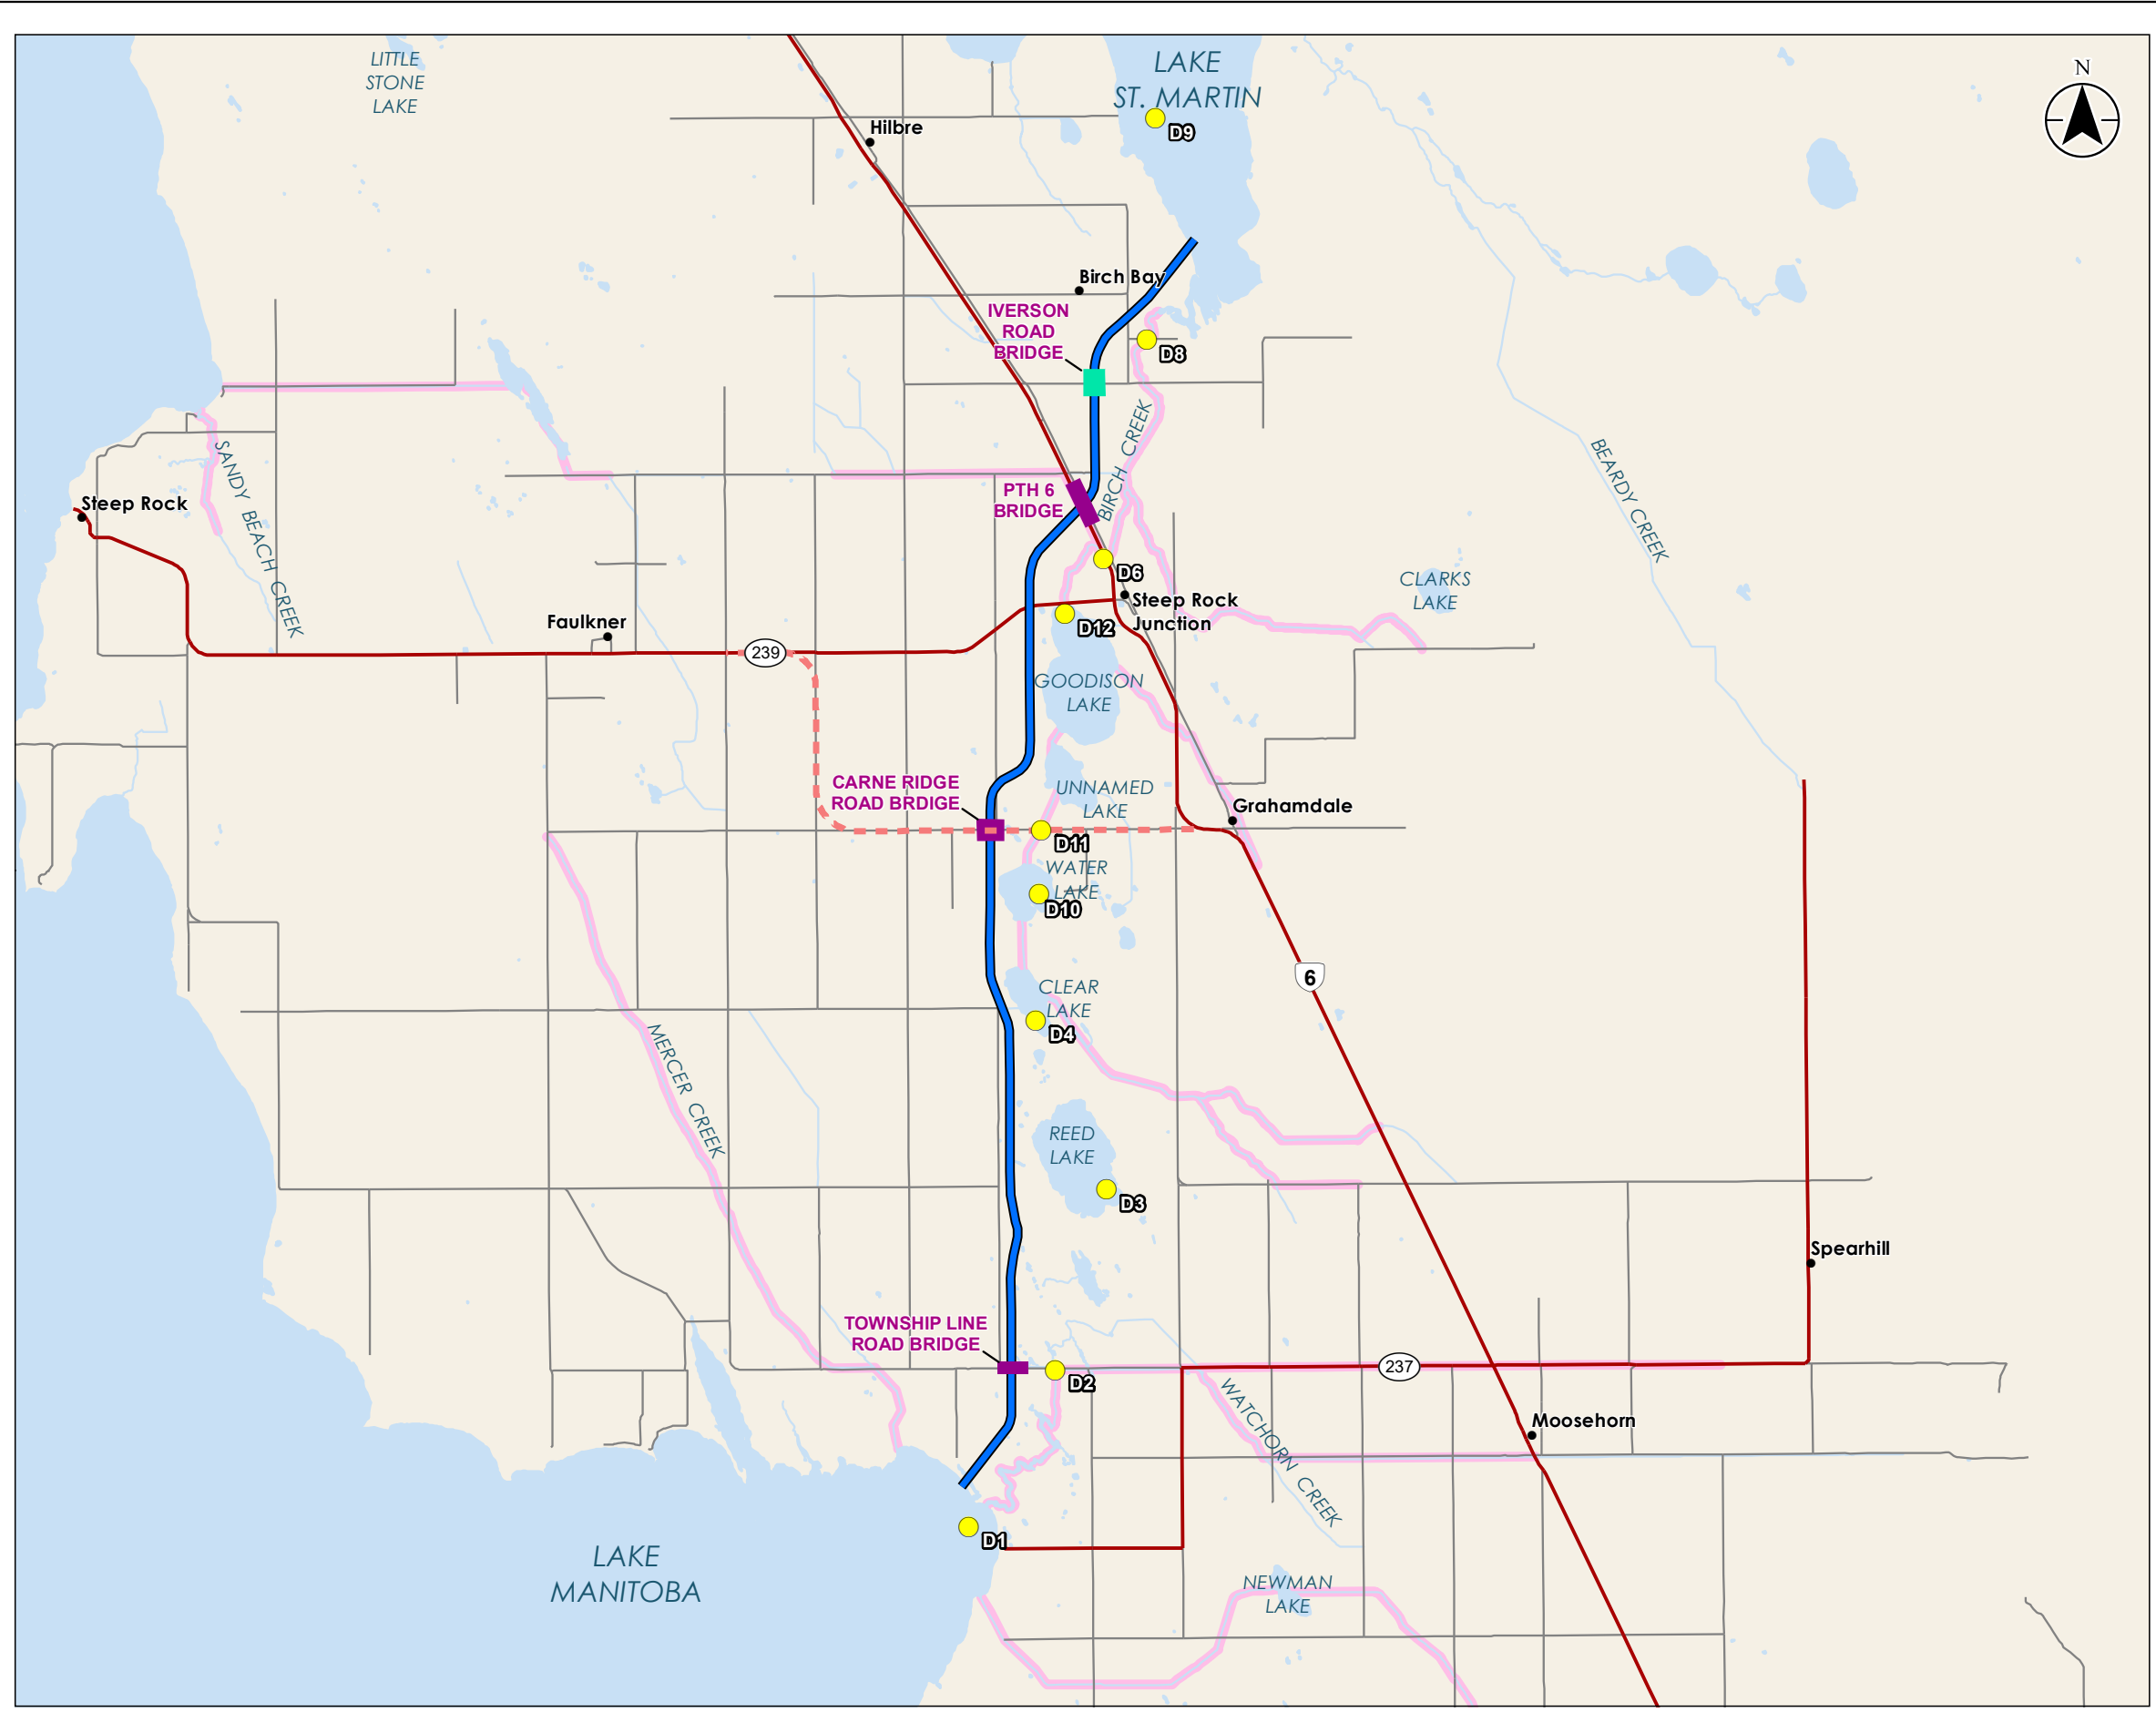 LITTLE
STONE
LAKE
LAKE
ST. MARTIN
N
D9
Hilbre
Birch Bay
IVERSON
ROAD
BRIDGE
D8
BIRCH CREEK
PTH 6
BRIDGE
SANDY BEACH CREEK
Steep Rock
BEARDY CREEK
D6
CLARKS
LAKE
Steep Rock
Junction
D12
Faulkner
239
GOODISON
LAKE
CARNE RIDGE
ROAD BRDIGE
UNNAMED
LAKE
Grahamdale
D11
WATER
LAKE
D10
6
CLEAR
LAKE
D4
MERCER CREEK
REED
LAKE
D3
Spearhill
TOWNSHIP LINE
ROAD BRIDGE
D2
237
WATCHORN CREEK
Moosehorn
D1
LAKE
MANITOBA
NEWMAN
LAKE